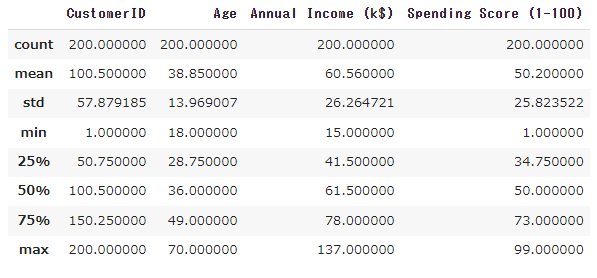 CustomerID Age Annual Income (k$) Spending Score (1-100)
count 200.000000 200.000000 200.000000 200.000000
mean 100.500000 38.850000 60.560000 50.200000
std 57.879185 13.969007 26.264721 25.823522
min 1.000000 18.000000 15.000000 1.000000
25% 50.750000 28.750000 41.500000 34.750000
50% 100.500000 36.000000 61.500000 50.000000
75% 150.250000 49.000000 78.000000 73.000000
max 200.000000 70.000000 137.000000 99.000000